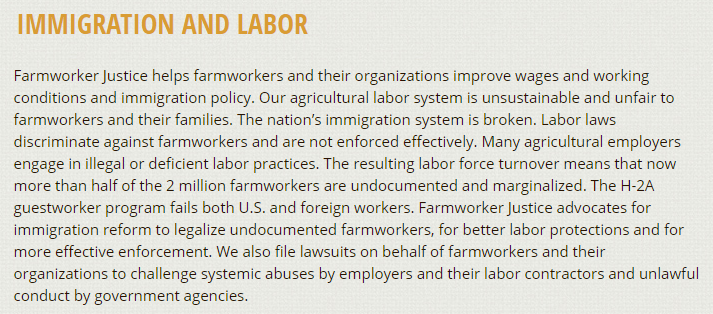 IMMIGRATION AND LABOR
Farmworker Justice helps farmworkers and their organizations improve wages and working
conditions and immigration policy. Our agricultural labor system is unsustainable and unfair to
farmworkers and their families. The nation’s immigration system is broken. Labor laws
discriminate against farmworkers and are not enforced effectively. Many agricultural employers
engage in illegal or deficient labor practices. The resulting labor force turnover means that now
more than half of the 2 million farmworkers are undocumented and marginalized. The H-2A
guestworker program fails both U.S. and foreign workers. Farmworker Justice advocates for
immigration reform to legalize undocumented farmworkers, for better labor protections and for
more effective enforcement. We also file lawsuits on behalf of farmworkers and their
organizations to challenge systemic abuses by employers and their labor contractors and unlawful
conduct by government agencies.